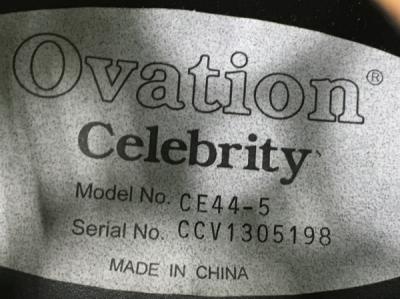 Ovation®
Celebrity
Model No. CE44-5
Serial No. CCV1305198
MADE IN CHINA